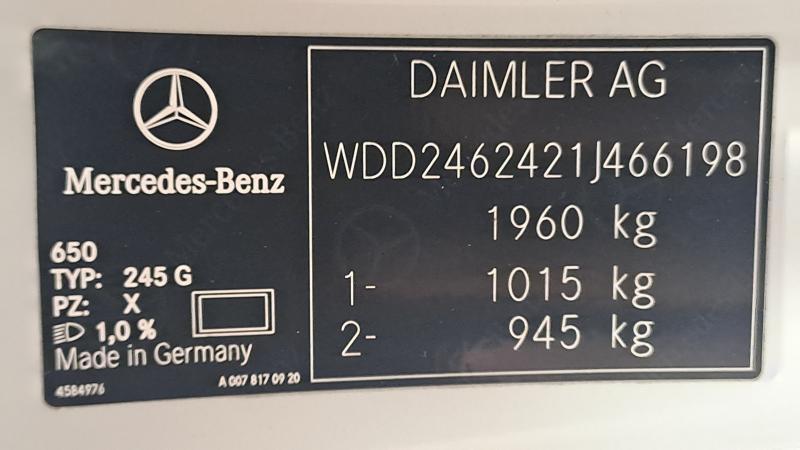 Mercedes-Benz
650
TYP: 245 G
PZ: X
1,0 %
Made in Germany
4584976
A 007 817 09 20
DAIMLER AG
WDD2462421J466198
1960 kg
1- 1015 kg
2- 945 kg